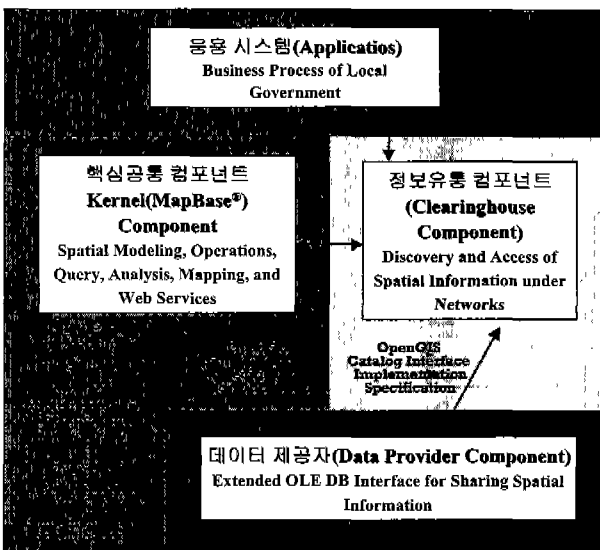 응용 시스템(Applicatios)
Business Process of Local
Government
핵심공통 컴포넌트
Kernel(MapBase®)
Component
Spatial Modeling, Operations,
Query, Analysis, Mapping, and
Web Services
정보유통 컴포넌트
(Clearinghouse
Component)
Discovery and Access of
Spatial Information under
Networks
OpenGIS
Catalog Interface
Implementation
Specification
데이터 제공자(Data Provider Component)
Extended OLE DB Interface for Sharing Spatial
Information